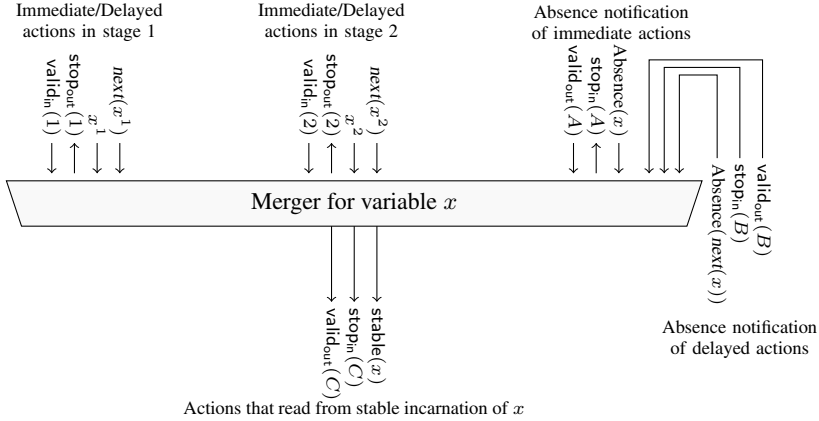 Immediate/Delayed
actions in stage 1
Immediate/Delayed
actions in stage 2
Absence notification
of immediate actions
valid_in(1)
stop_out(1)
x^1
next(x^1)
valid_in(2)
stop_out(2)
x^2
next(x^2)
valid_out(A)
stop_in(A)
Absence(x)
Absence(next(x))
stop_in(B)
valid_out(B)
Merger for variable x
valid_out(C)
stop_in(C)
stable(x)
Absence notification
of delayed actions
Actions that read from stable incarnation of x